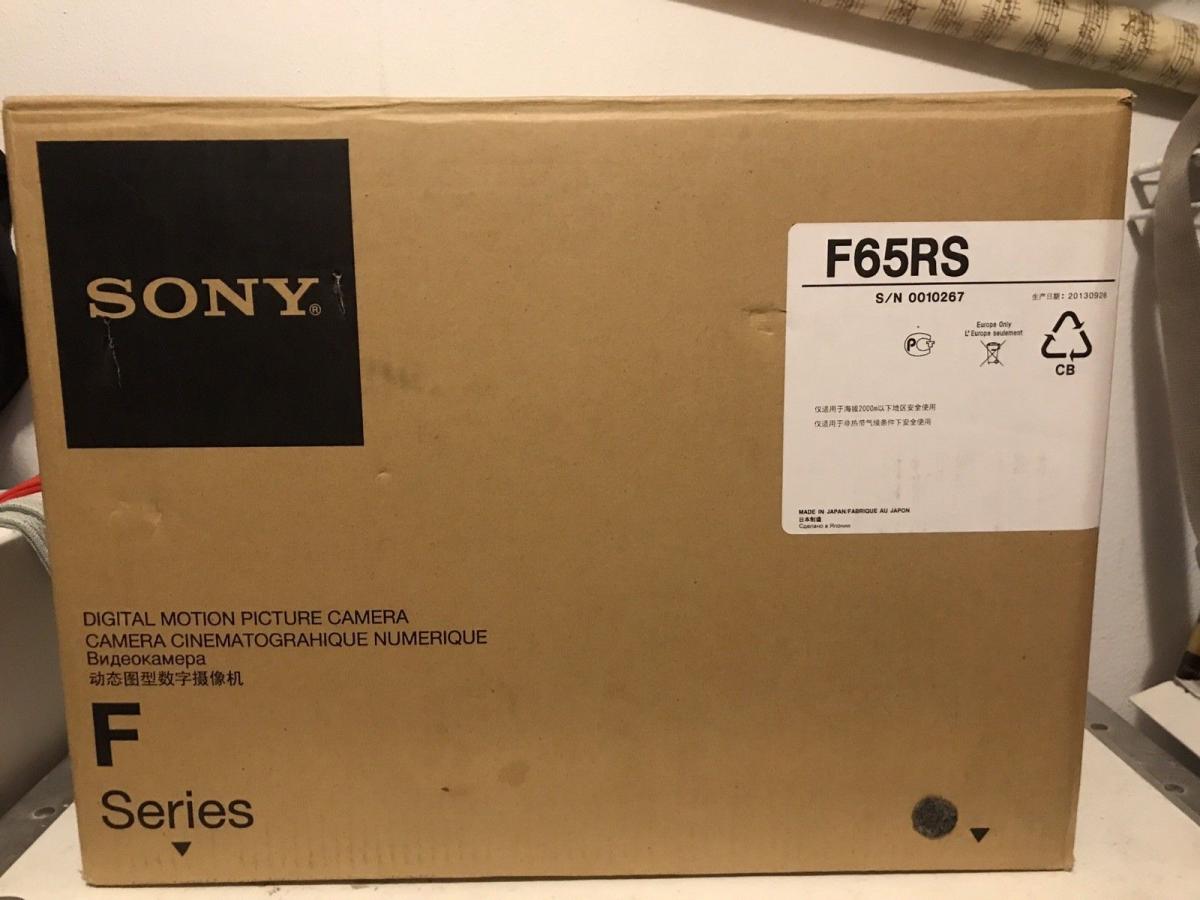 SONY®
F65RS
S/N 0010267
生产日期: 20130926
Europe Only
L'Europe seulement
PCT
CB
仅适用于海拔2000m以下地区安全使用
仅适用于非热带气候条件下安全使用
MADE IN JAPAN/FABRIQUE AU JAPON
日本制造
Сделано в Японии
DIGITAL MOTION PICTURE CAMERA
CAMERA CINEMATOGRAHIQUE NUMERIQUE
Видеокамера
动态图型数字摄像机
F
Series